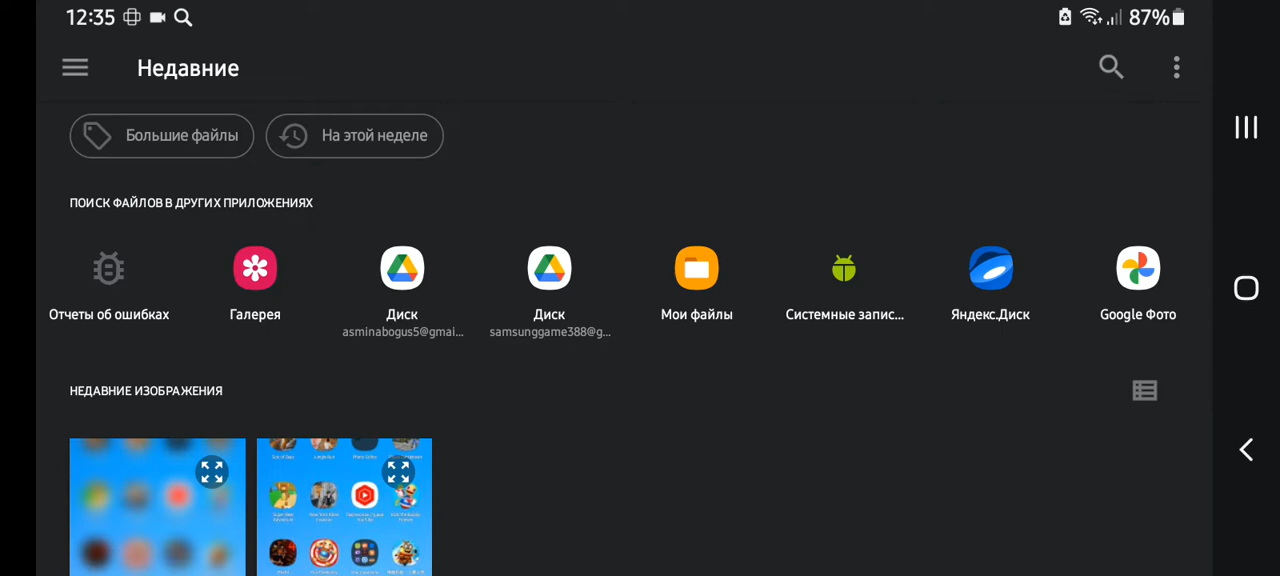 12:35
87%
Недавние
Большие файлы
На этой неделе
ПОИСК ФАЙЛОВ В ДРУГИХ ПРИЛОЖЕНИЯХ
Отчеты об ошибках
Галерея
Диск
asminabogus5@gmai...
Диск
samsunggame388@g...
Мои файлы
Системные запис...
Яндекс.Диск
Google Фото
НЕДАВНИЕ ИЗОБРАЖЕНИЯ